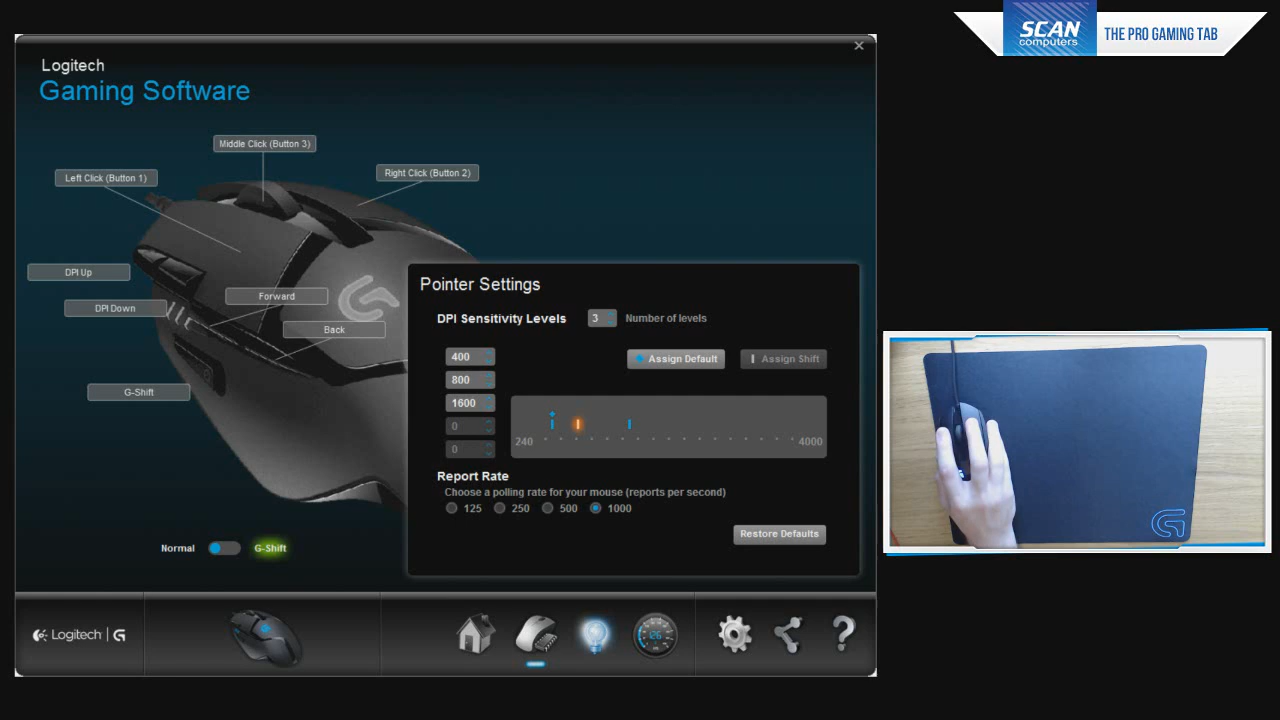 SCAN
computers
THE PRO GAMING TAB
Logitech
Gaming Software
Middle Click (Button 3)
Left Click (Button 1)
Right Click (Button 2)
DPI Up
DPI Down
Forward
Back
G-Shift
Pointer Settings
DPI Sensitivity Levels 3 Number of levels
400
800
1600
0
0
Assign Default Assign Shift
240 4000
Report Rate
Choose a polling rate for your mouse (reports per second)
125 250 500 1000
Restore Defaults
Normal G-Shift
Logitech | G
126
?